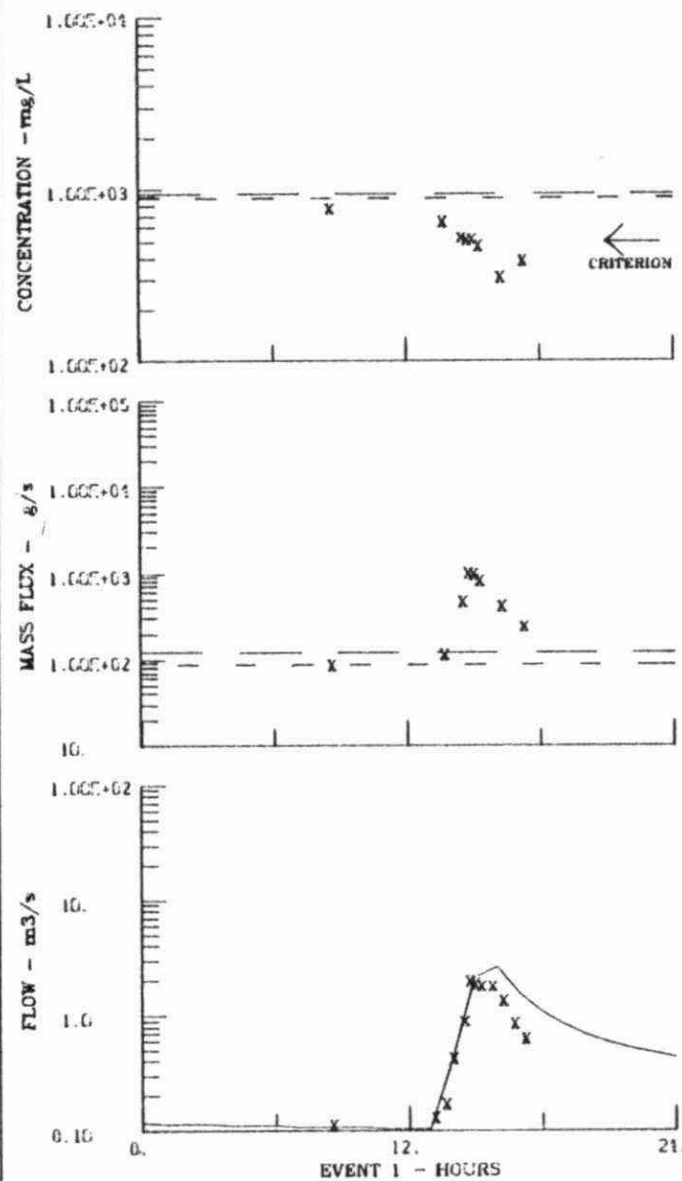 1.00E+04
CONCENTRATION - mg/L
1.00E+03
CRITERION
1.00E+02
1.00E+05
1.00E+04
MASS FLUX - g/s
1.00E+03
1.00E+02
10.
1.00E+02
10.
FLOW - m3/s
1.0
0.10
0.
12.
24.
EVENT 1 - HOURS